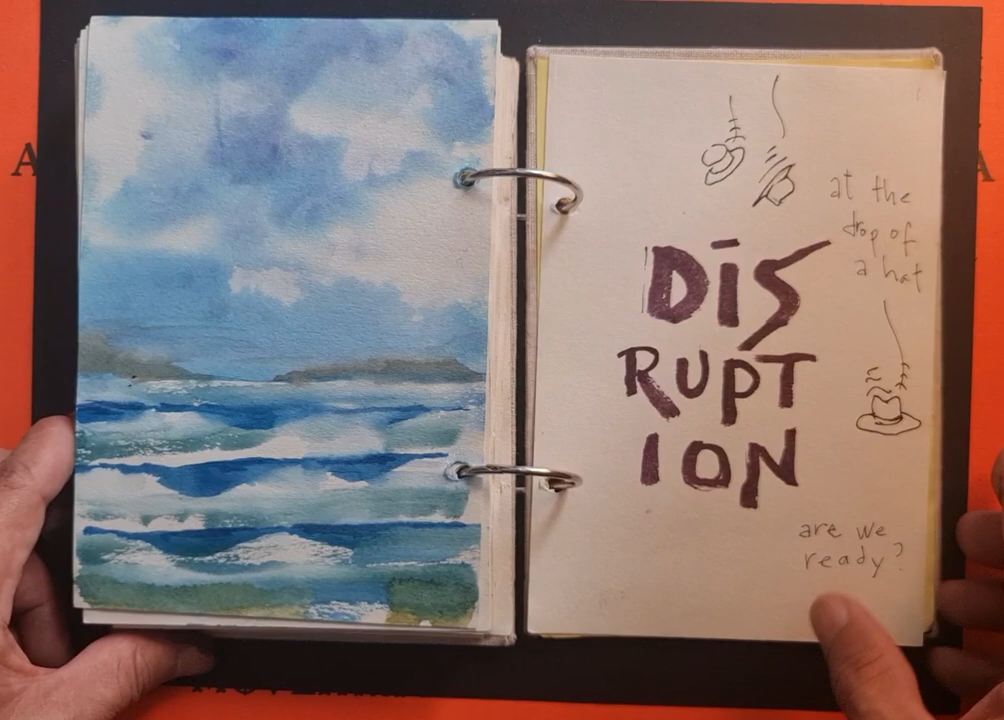 at the
drop of
a hat
DIS
RUPT
ION
are we
ready?